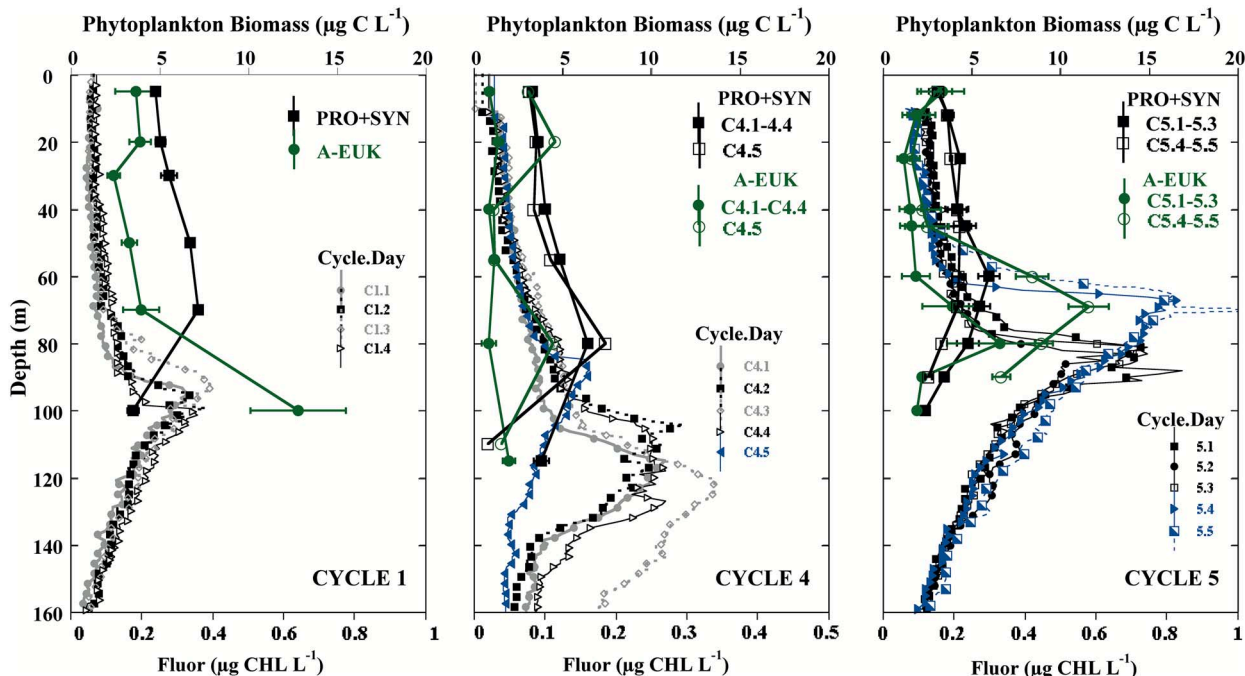 Phytoplankton Biomass (µg C L⁻¹)
0 5 10 15 20
Depth (m)
0
20
40
60
80
100
120
140
160
PRO+SYN
A-EUK
Cycle.Day
C1.1
C1.2
C1.3
C1.4
CYCLE 1
0 0.2 0.4 0.6 0.8 1
Fluor (µg CHL L⁻¹)
Phytoplankton Biomass (µg C L⁻¹)
0 5 10 15 20
PRO+SYN
C4.1-4.4
C4.5
A-EUK
C4.1-C4.4
C4.5
Cycle.Day
C4.1
C4.2
C4.3
C4.4
C4.5
CYCLE 4
0 0.1 0.2 0.3 0.4 0.5
Fluor (µg CHL L⁻¹)
Phytoplankton Biomass (µg C L⁻¹)
0 5 10 15 20
PRO+SYN
C5.1-5.3
C5.4-5.5
A-EUK
C5.1-5.3
C5.4-5.5
Cycle.Day
5.1
5.2
5.3
5.4
5.5
CYCLE 5
0 0.2 0.4 0.6 0.8 1
Fluor (µg CHL L⁻¹)